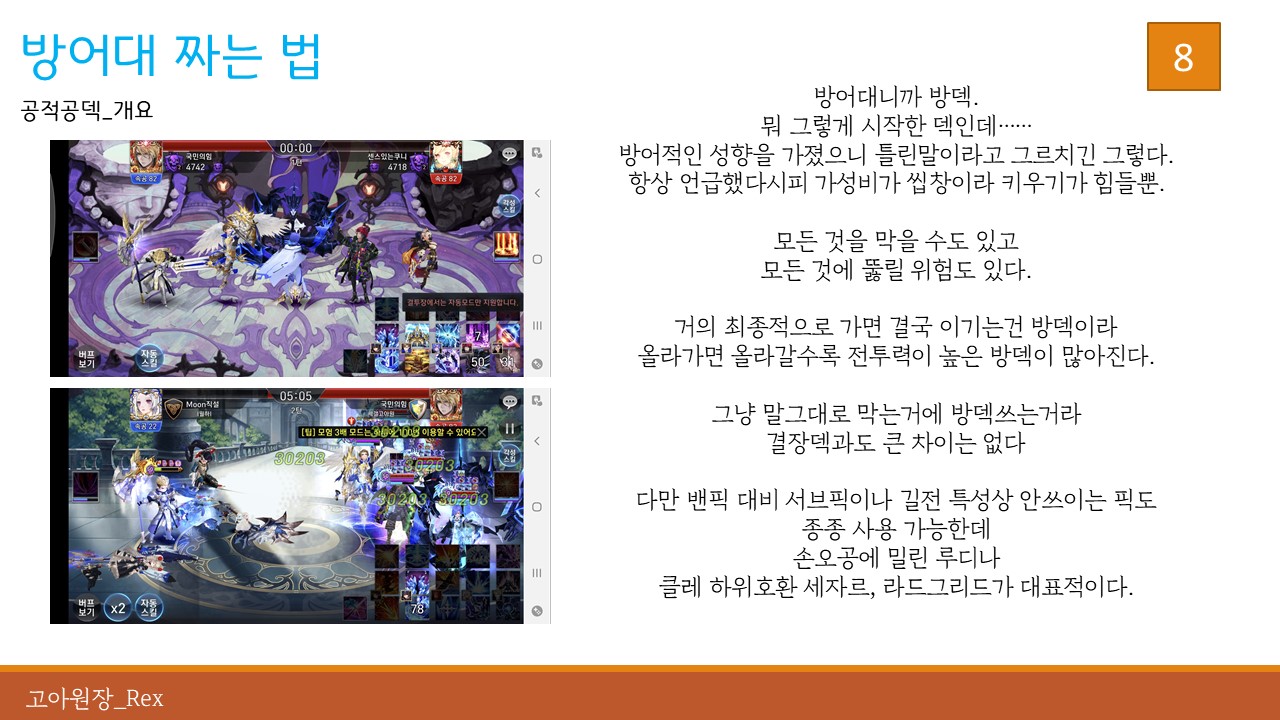 방어대 짜는 법
8
공적공덱_개요
방어대니까 방덱.
뭐 그렇게 시작한 덱인데⋯⋯
방어적인 성향을 가졌으니 틀린말이라고 그르치긴 그렇다.
항상 언급했다시피 가성비가 씹창이라 키우기가 힘들뿐.
모든 것을 막을 수도 있고
모든 것에 뚫릴 위험도 있다.
거의 최종적으로 가면 결국 이기는건 방덱이라
올라가면 올라갈수록 전투력이 높은 방덱이 많아진다.
그냥 말그대로 막는거에 방덱쓰는거라
결장덱과도 큰 차이는 없다
다만 밴픽 대비 서브픽이나 길전 특성상 안쓰이는 픽도
종종 사용 가능한데
손오공에 밀린 루디나
클레 하위호환 세자르, 라드그리드가 대표적이다.
00:00
국민의힘
4742
센스있는쿠니
4718
속공 82
속공 82
각성
스킬
결투장에서는 자동모드만 지원합니다.
7
50
31
버프
보기
자동
스킬
05:05
Moon직설
국민의힘
2턴
속공 22
[팁] 모험 3배 모드는
이용할 수 있어요
30203
30203
30203
30203
각성
스킬
버프
보기
x2
자동
스킬
78
고아원장_Rex